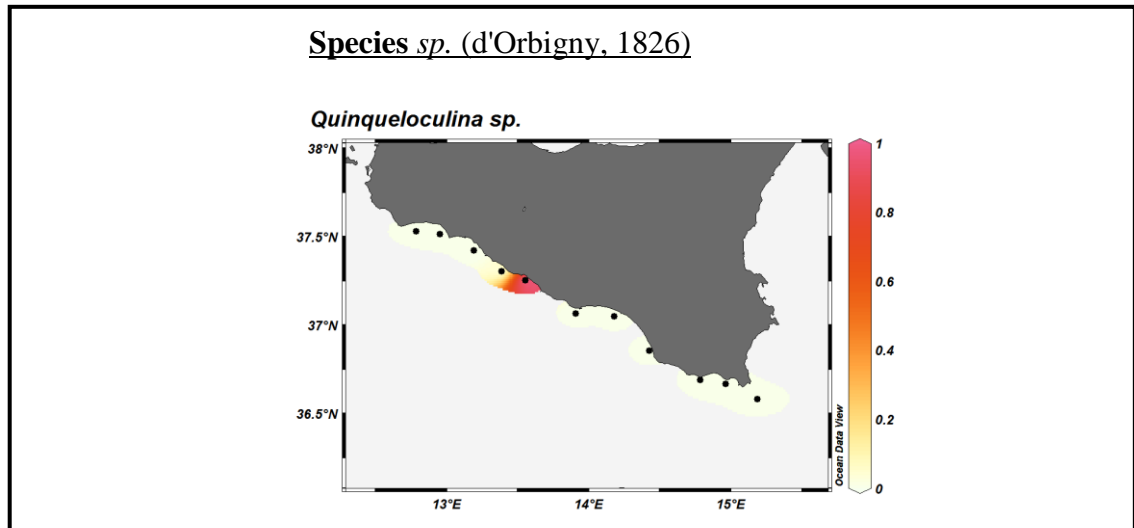 Species sp. (d'Orbigny, 1826)
Quinqueloculina sp.
38°N
37.5°N
37°N
36.5°N
13°E
14°E
15°E
Ocean Data View
1
0.8
0.6
0.4
0.2
0